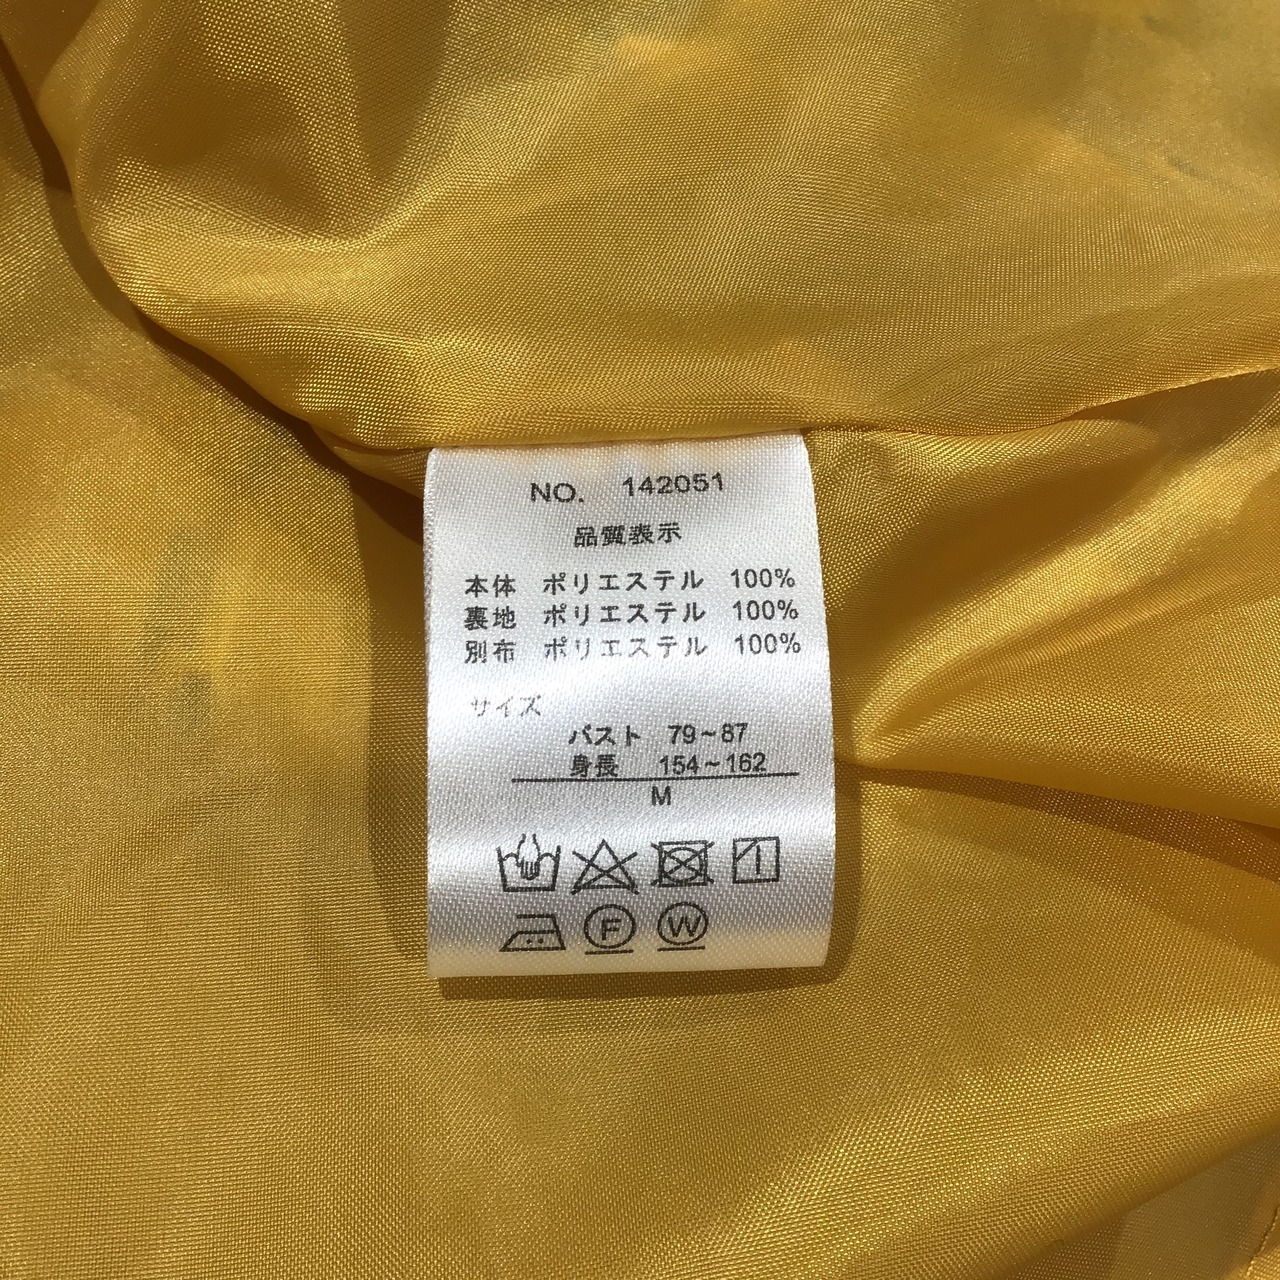 NO. 142051
品質表示
本体 ポリエステル 100%
裏地 ポリエステル 100%
別布 ポリエステル 100%
サイズ
バスト 79~87
身長 154~162
M
F W